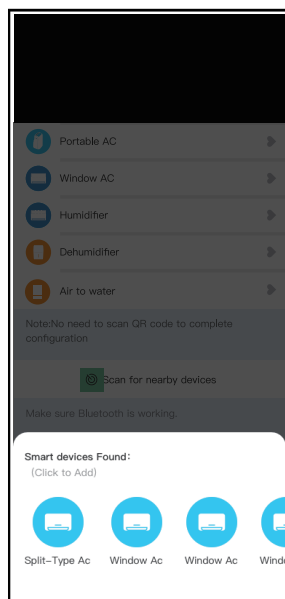 Portable AC
Window AC
Humidifier
Dehumidifier
Air to water
Note:No need to scan QR code to complete
configuration
Scan for nearby devices
Make sure Bluetooth is working.
Smart devices Found:
(Click to Add)
Split-Type Ac Window Ac Window Ac